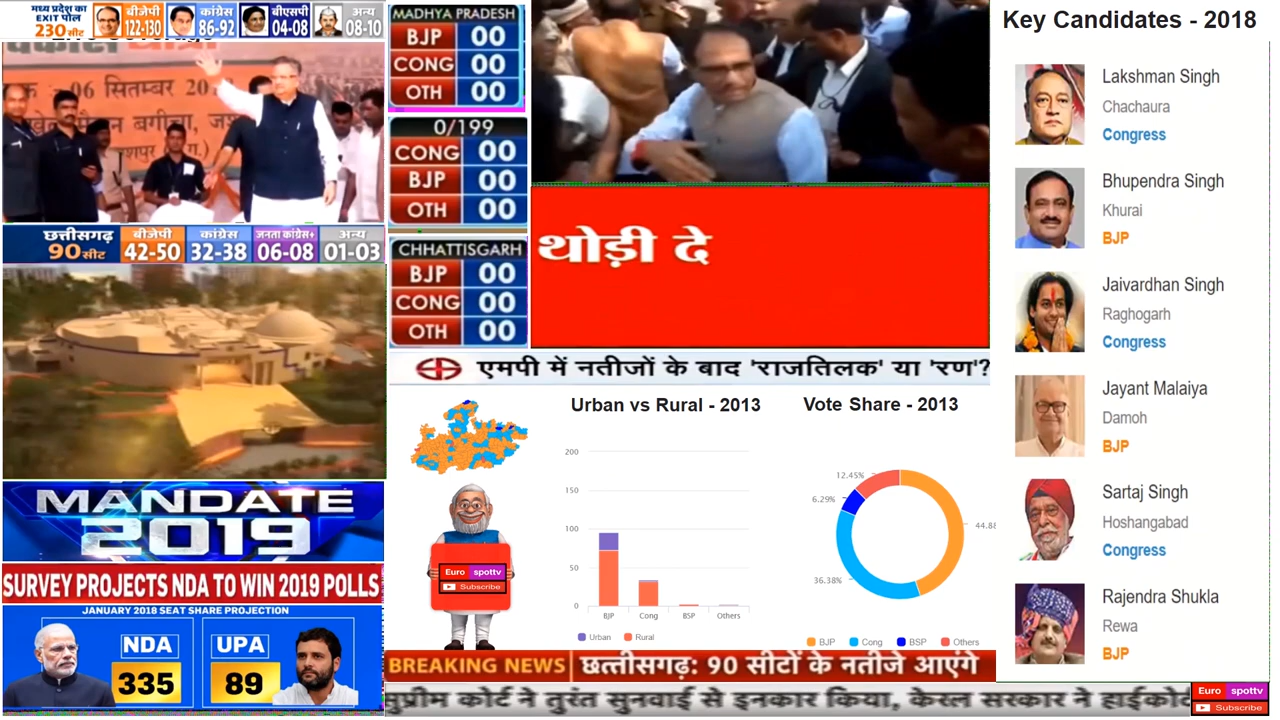 मध्य प्रदेश का
EXIT पोल
230 सीट
बीजेपी
122-130
कांग्रेस
86-92
बीएसपी
04-08
अन्य
08-10
06 सितम्बर
बगीचा,
छत्तीसगढ़
90 सीट
बीजेपी
42-50
कांग्रेस
32-38
जनता कांग्रेस+
06-08
अन्य
01-03
MANDATE
2019
SURVEY PROJECTS NDA TO WIN 2019 POLLS
JANUARY 2018 SEAT SHARE PROJECTION
NDA
335
UPA
89
MADHYA PRADESH
BJP 00
CONG 00
OTH 00
0/199
CONG 00
BJP 00
OTH 00
CHHATTISGARH
BJP 00
CONG 00
OTH 00
थोड़ी दे
एमपी में नतीजों के बाद 'राजतिलक' या 'रण'?
Urban vs Rural - 2013
200
150
100
50
0
BJP Cong BSP Others
Urban Rural
Euro spottv
Subscribe
Vote Share - 2013
12.45%
6.29%
44.88
36.38%
BJP Cong BSP Others
BREAKING NEWS छत्तीसगढ़: 90 सीटों के नतीजे आएंगे
सुप्रीम कोर्ट ने तुरंत सुनवाई से इनकार किया, केरल सरकार ने हाईकोर्ट
Key Candidates - 2018
Lakshman Singh
Chachaura
Congress
Bhupendra Singh
Khurai
BJP
Jaivardhan Singh
Raghogarh
Congress
Jayant Malaiya
Damoh
BJP
Sartaj Singh
Hoshangabad
Congress
Rajendra Shukla
Rewa
BJP
Euro spottv
Subscribe